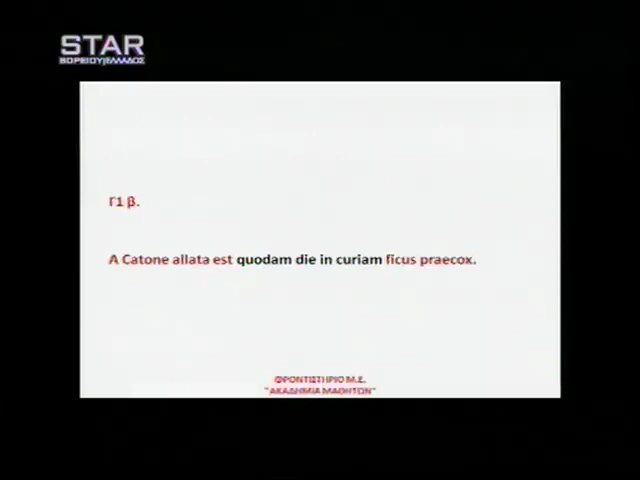 STAR
ΒΟΡΕΙΟΥ ΕΛΛΑΔΟΣ
Γ1 β.
A Catone allata est quodam die in curiam ficus praecox.
ΦΡΟΝΤΙΣΤΗΡΙΟ Μ.Ε.
"ΑΚΑΔΗΜΙΑ ΜΑΘΗΤΩΝ"